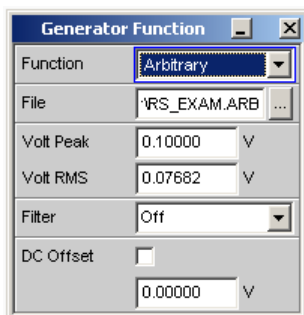 Generator Function
Function Arbitrary
File \RS_EXAM.ARB ...
Volt Peak 0.10000 V
Volt RMS 0.07682 V
Filter Off
DC Offset
0.00000 V